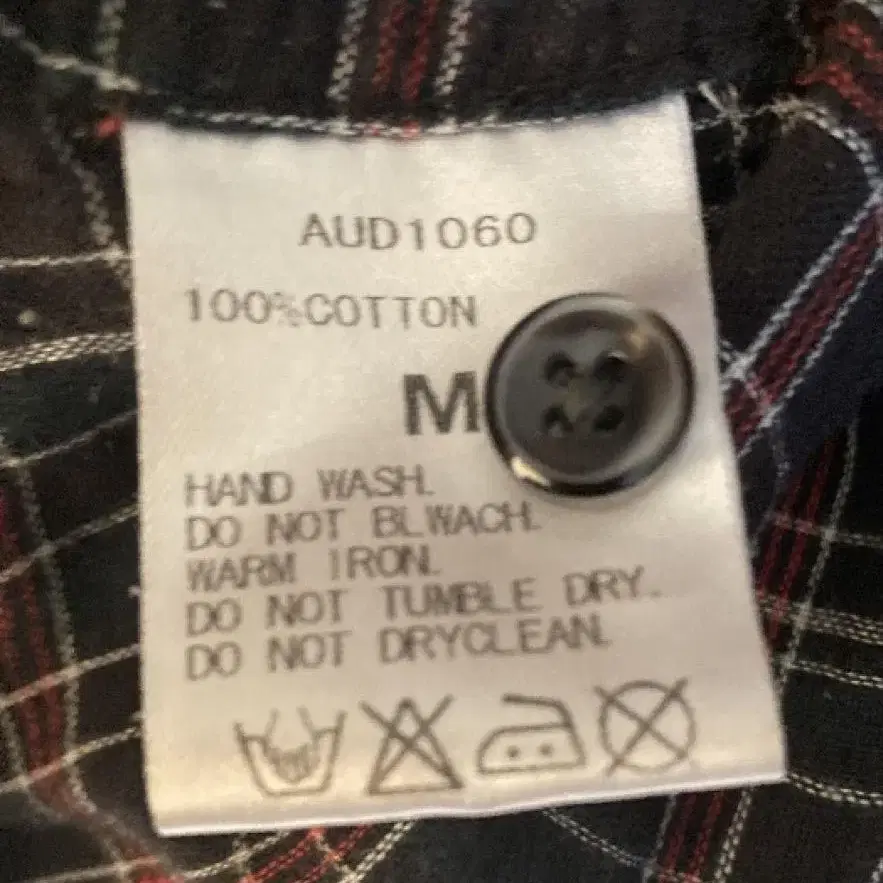 AUD1060
100%COTTON
M
HAND WASH.
DO NOT BLWACH.
WARM IRON.
DO NOT TUMBLE DRY.
DO NOT DRYCLEAN.